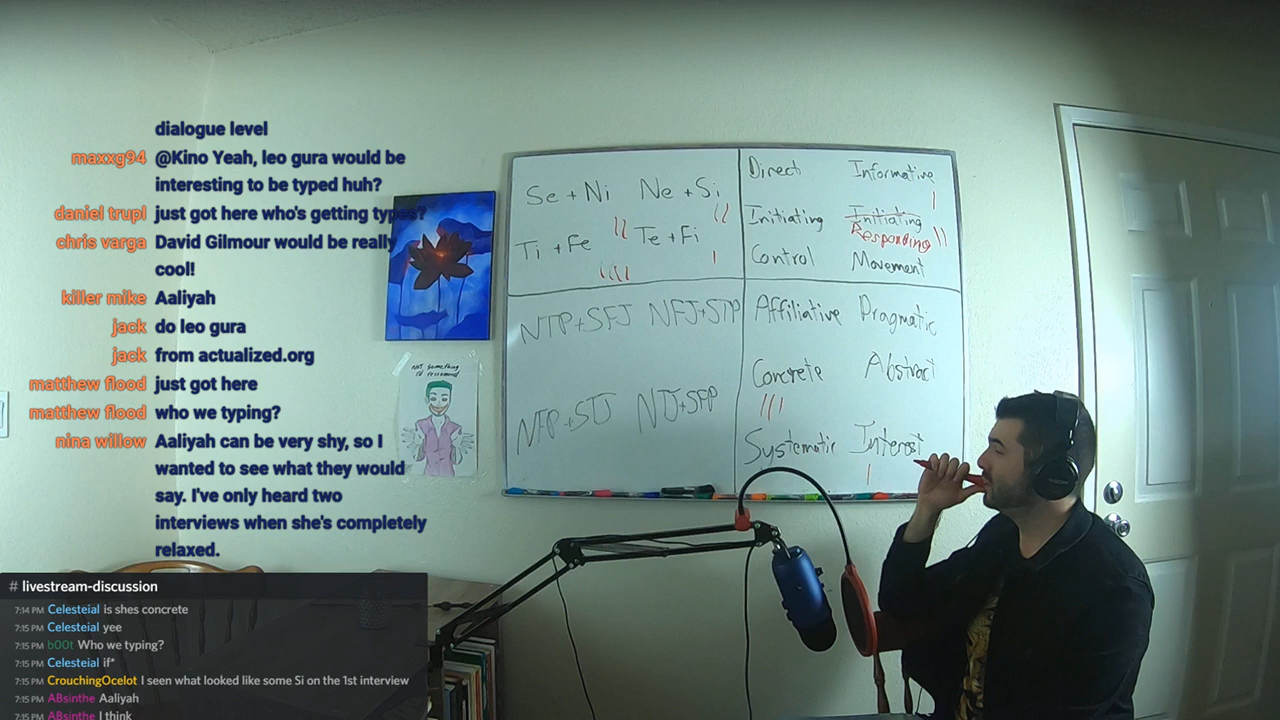 dialogue level
maxxg94 @Kino Yeah, leo gura would be
interesting to be typed huh?
daniel trupl just got here who's getting types?
chris varga David Gilmour would be really
cool!
killer mike Aaliyah
jack do leo gura
jack from actualized.org
matthew flood just got here
matthew flood who we typing?
nina willow Aaliyah can be very shy, so I
wanted to see what they would
say. I've only heard two
interviews when she's completely
relaxed.
# livestream-discussion
7:14 PM Celesteial is shes concrete
7:15 PM Celesteial yee
7:15 PM b00t Who we typing?
7:15 PM Celesteial if*
7:15 PM CrouchingOcelot I seen what looked like some Si on the 1st interview
7:15 PM ABsinthe Aaliyah
7:15 PM ABsinthe I think
NOT something
I'd recommend
Se + Ni Ne + Si
Ti + Fe Te + Fi
NTP+SFJ NFJ+STP
NFP+STJ NTJ+SFP
Direct Informative
Initiating Initiating
Responding
Control Movement
Affiliative Pragmatic
Concrete Abstract
Systematic Interest